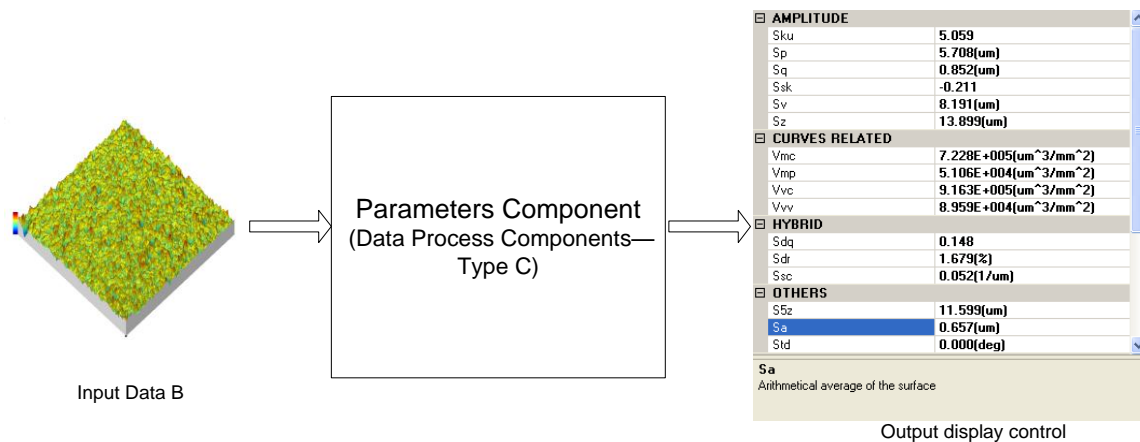 Input Data B
Parameters Component
(Data Process Components—
Type C)
AMPLITUDE
Sku 5.059
Sp 5.708(um)
Sq 0.852(um)
Ssk -0.211
Sv 8.191(um)
Sz 13.899(um)
CURVES RELATED
Vmc 7.228E+005(um^3/mm^2)
Vmp 5.106E+004(um^3/mm^2)
Vvc 9.163E+005(um^3/mm^2)
Vvv 8.959E+004(um^3/mm^2)
HYBRID
Sdq 0.148
Sdr 1.679(%)
Ssc 0.052(1/um)
OTHERS
S5z 11.599(um)
Sa 0.657(um)
Std 0.000(deg)
Sa
Arithmetical average of the surface
Output display control